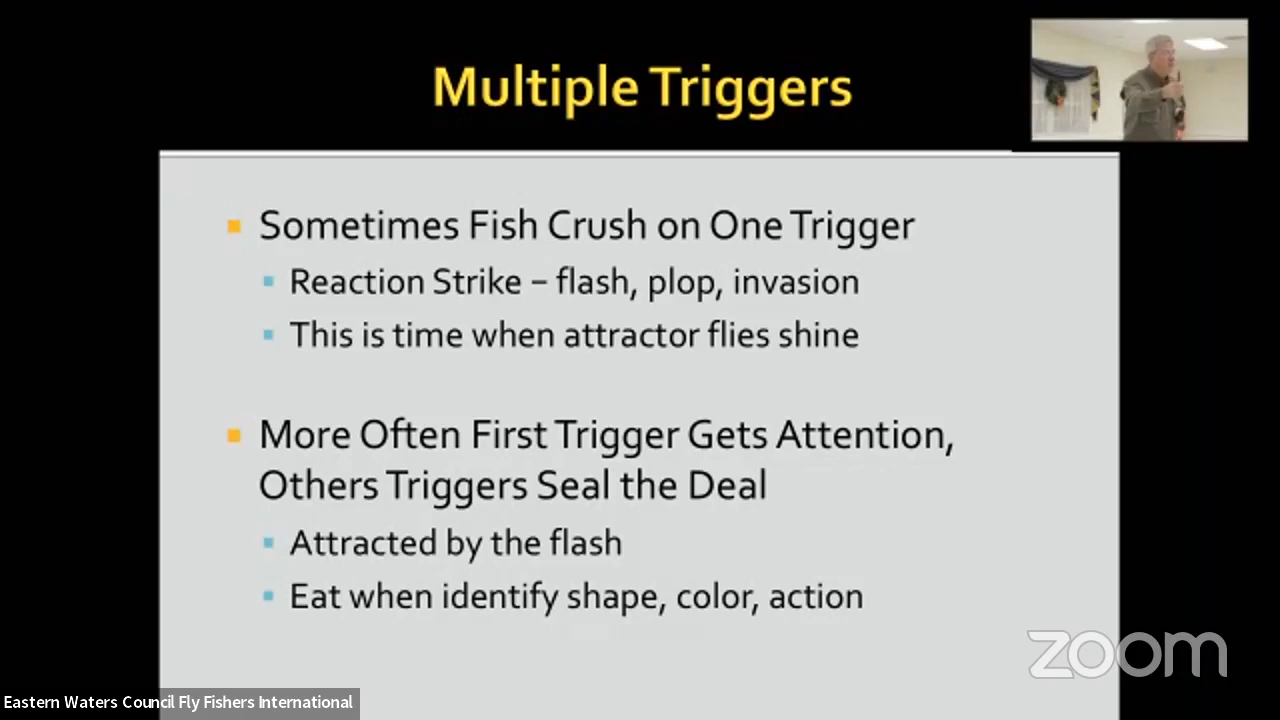 Multiple Triggers
Sometimes Fish Crush on One Trigger
Reaction Strike – flash, plop, invasion
This is time when attractor flies shine
More Often First Trigger Gets Attention,
Others Triggers Seal the Deal
Attracted by the flash
Eat when identify shape, color, action
zoom
Eastern Waters Council Fly Fishers International